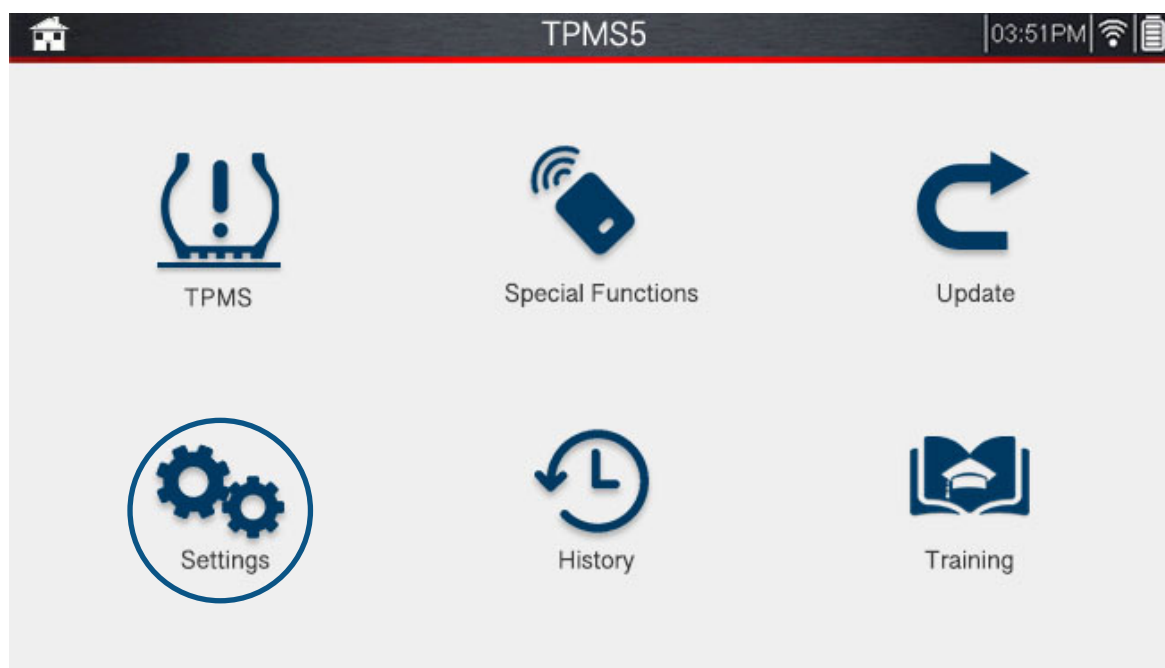 TPMS5
03:51PM
TPMS
Special Functions
Update
Settings
History
Training